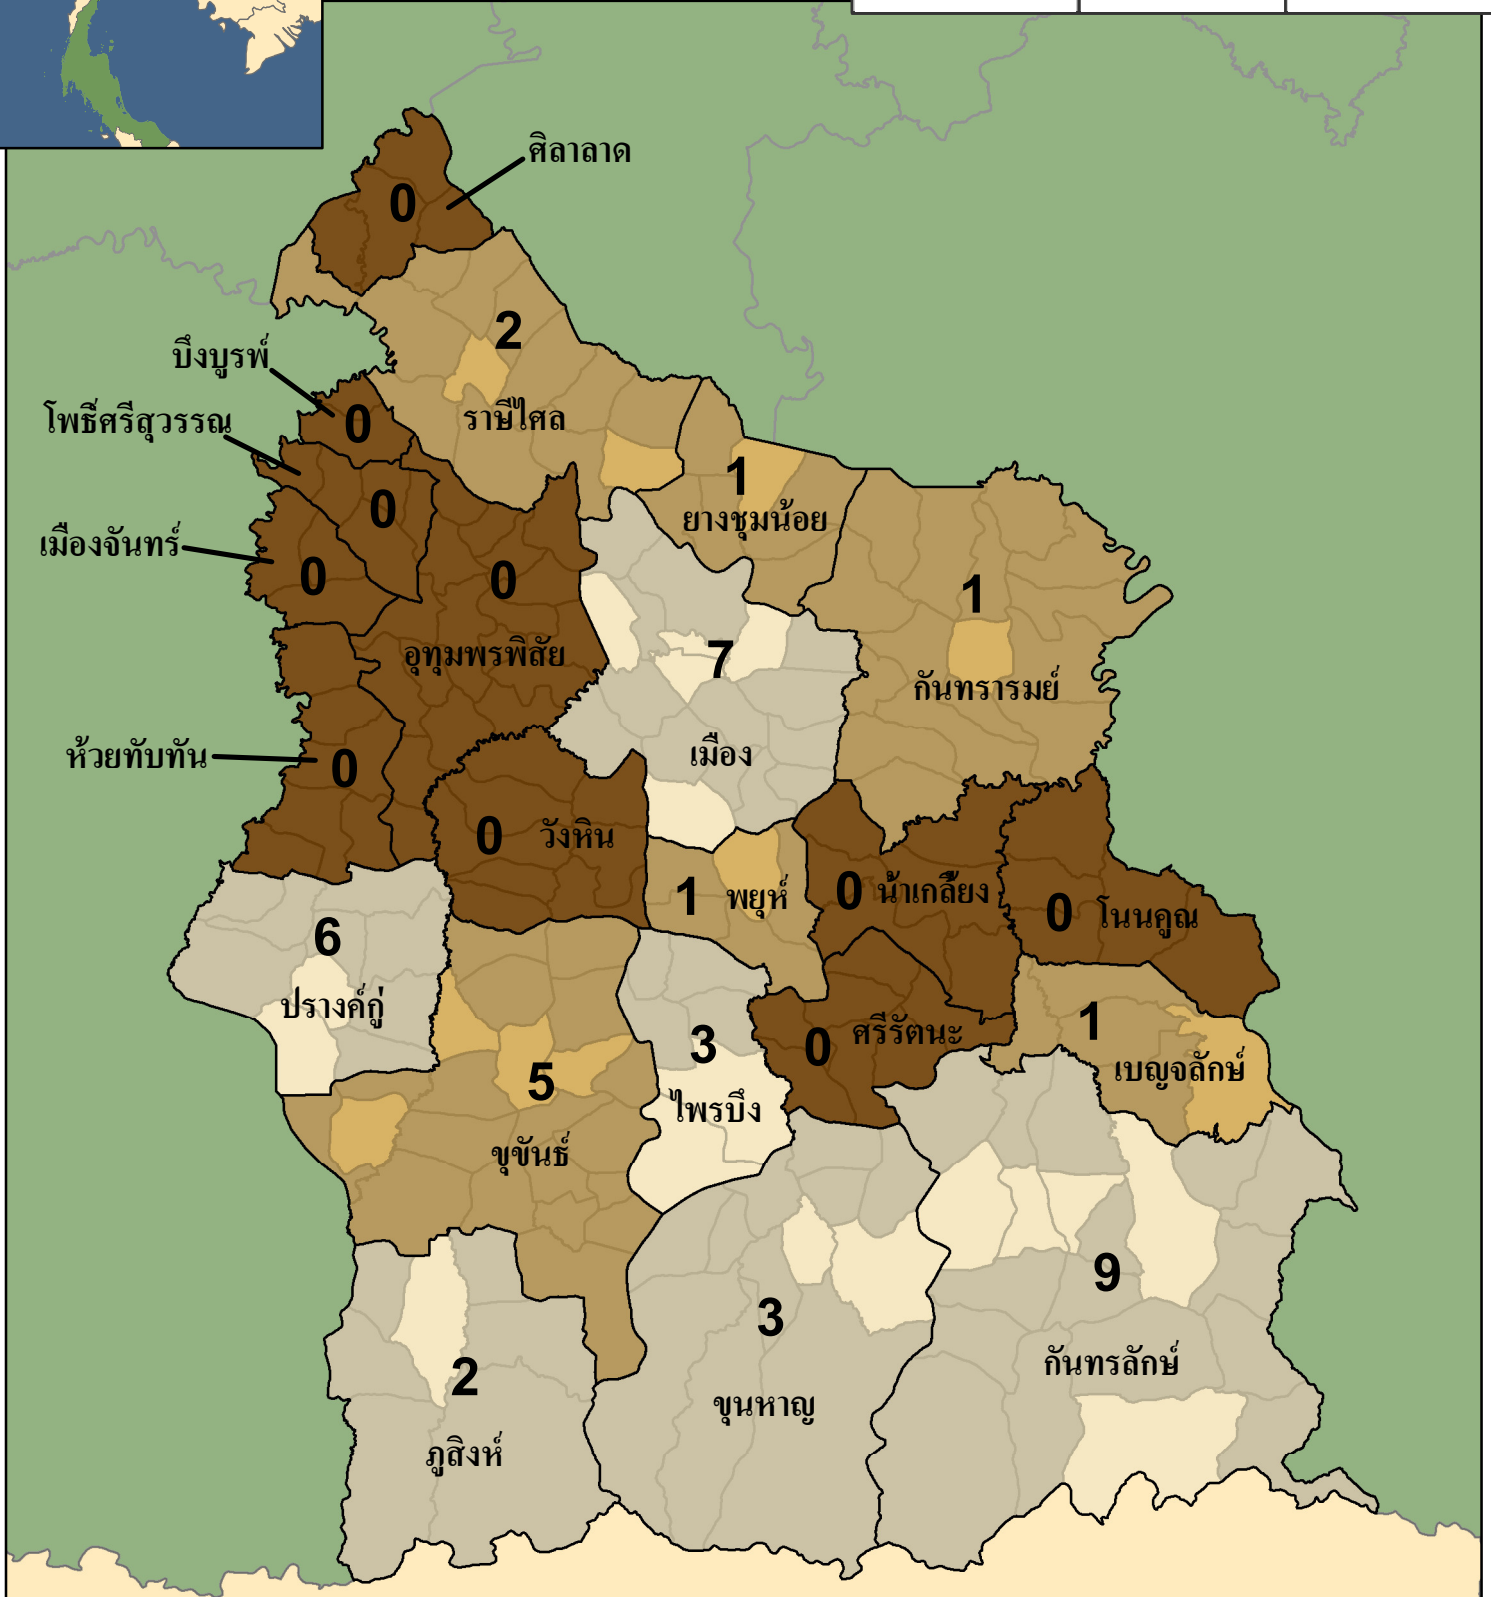 ศิลาลาด
0
2
บึงบูรพ์
โพธิ์ศรีสุวรรณ
0
ราษีไศล
1
0
ยางชุมน้อย
เมืองจันทร์
0
0
1
อุทุมพรพิสัย
7
กันทรารมย์
ห้วยทับทัน
0
เมือง
0
วังหิน
1
พยุห์
0
น้ำเกลี้ยง
0
โนนคูณ
6
ปรางค์กู่
3
0
ศรีรัตนะ
1
เบญจลักษ์
5
ไพรบึง
ขุขันธ์
9
3
2
กันทรลักษ์
ขุนหาญ
ภูสิงห์